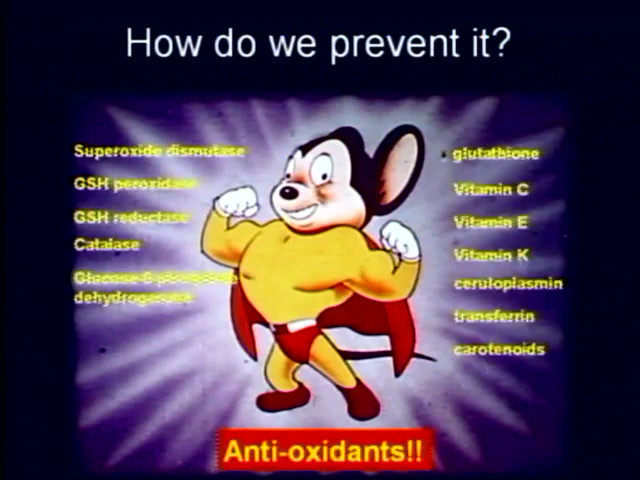 How do we prevent it?
Superoxide dismutase
GSH peroxidase
GSH reductase
Catalase
Glucose-6-phosphate
dehydrogenase
glutathione
Vitamin C
Vitamin E
Vitamin K
ceruloplasmin
transferrin
carotenoids
Anti-oxidants!!